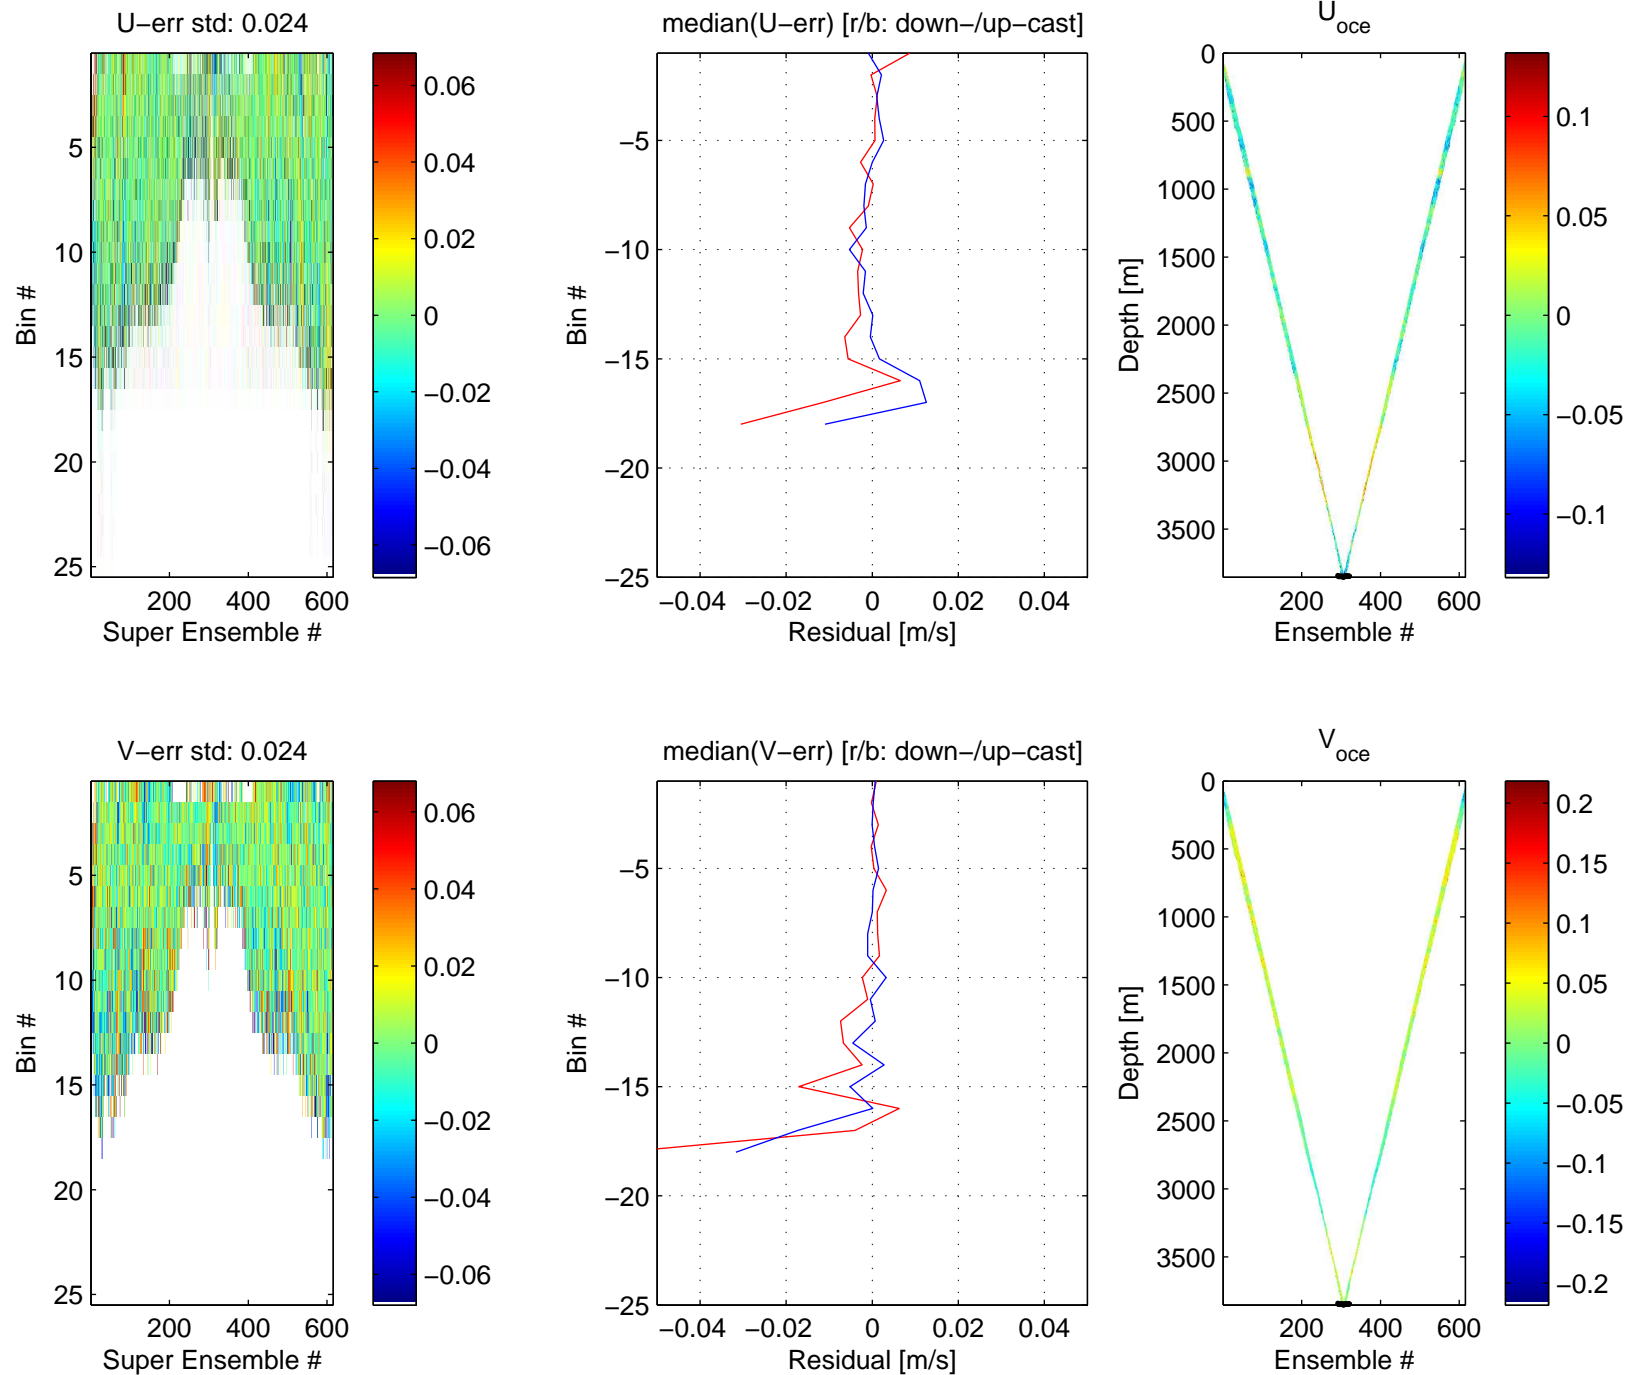 U−err std: 0.024
5
10
15
20
25
200 400 600
Super Ensemble #
Bin #
0.06
0.04
0.02
0
−0.02
−0.04
−0.06
median(U−err) [r/b: down−/up−cast]
−5
−10
−15
−20
−25
−0.04 −0.02 0 0.02 0.04
Residual [m/s]
Bin #
Uoce
0
500
1000
1500
2000
2500
3000
3500
200 400 600
Ensemble #
Depth [m]
0.1
0.05
0
−0.05
−0.1
V−err std: 0.024
5
10
15
20
25
200 400 600
Super Ensemble #
Bin #
0.06
0.04
0.02
0
−0.02
−0.04
−0.06
median(V−err) [r/b: down−/up−cast]
−5
−10
−15
−20
−25
−0.04 −0.02 0 0.02 0.04
Residual [m/s]
Bin #
Voce
0
500
1000
1500
2000
2500
3000
3500
200 400 600
Ensemble #
Depth [m]
0.2
0.15
0.1
0.05
0
−0.05
−0.1
−0.15
−0.2